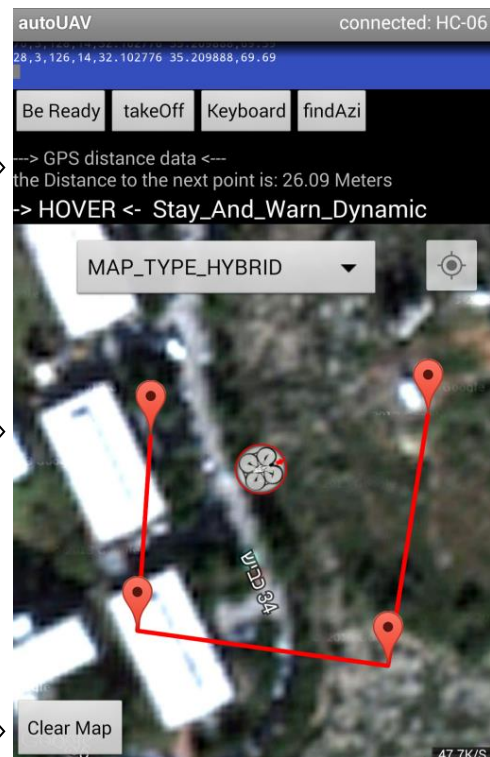 autoUAV connected: HC-06
28,3,126,14,32.102776 35.209888,69.69
Be Ready takeOff Keyboard findAzi
---> GPS distance data <---
the Distance to the next point is: 26.09 Meters
-> HOVER <- Stay_And_Warn_Dynamic
MAP_TYPE_HYBRID
כביש 34
Clear Map
47.7K/S